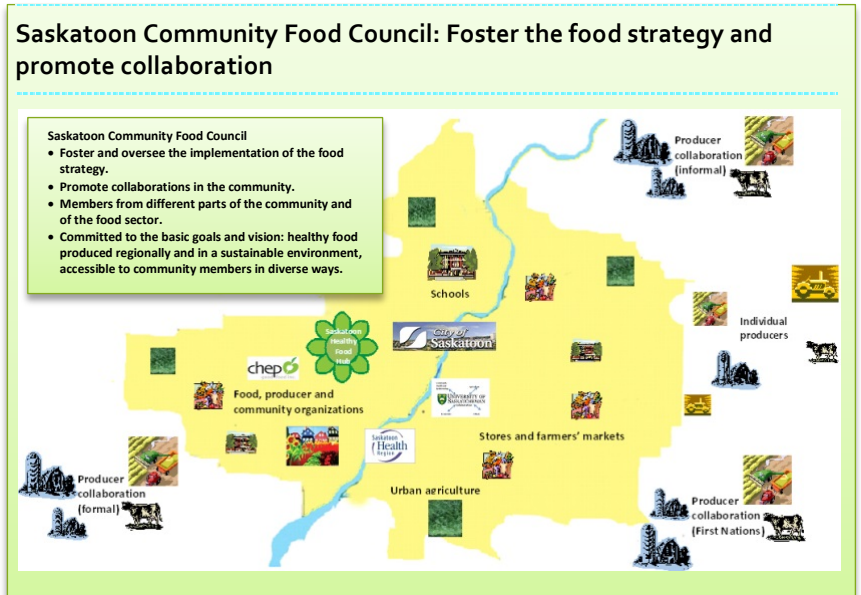 Saskatoon Community Food Council: Foster the food strategy and
promote collaboration
Saskatoon Community Food Council
• Foster and oversee the implementation of the food
strategy.
• Promote collaborations in the community.
• Members from different parts of the community and
of the food sector.
• Committed to the basic goals and vision: healthy food
produced regionally and in a sustainable environment,
accessible to community members in diverse ways.
Producer
collaboration
(informal)
Schools
Individual
producers
City of
Saskatoon
Saskatoon
Healthy
Food
Hub
chep
Food, producer and
community organizations
UNIVERSITY OF
SASKATCHEWAN
Saskatoon
Health
Region
Stores and farmers' markets
Urban agriculture
Producer
collaboration
(formal)
Producer
collaboration
(First Nations)